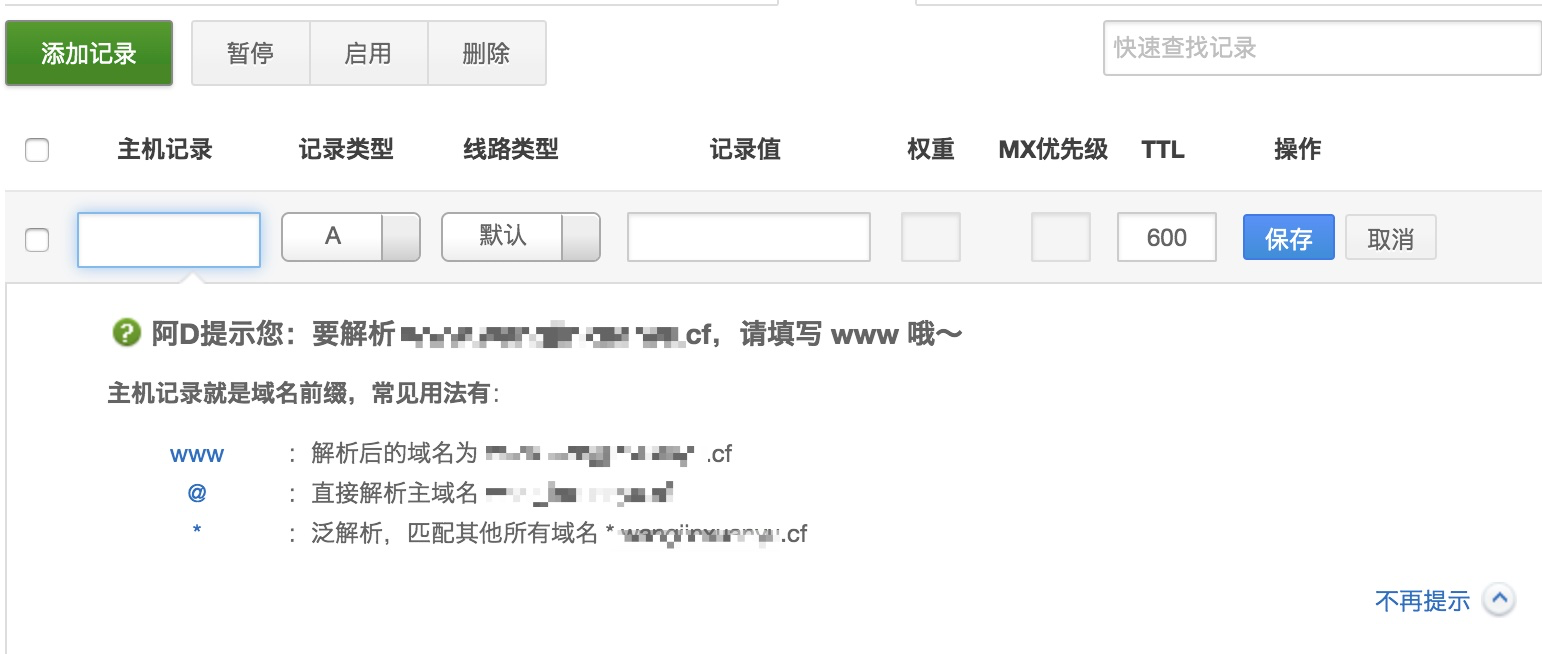 添加记录 暂停 启用 删除 快速查找记录
主机记录 记录类型 线路类型 记录值 权重 MX优先级 TTL 操作
A 默认 600 保存 取消
? 阿D提示您：要解析 .cf，请填写 www 哦～
主机记录就是域名前缀，常见用法有：
www ：解析后的域名为 .cf
@ ：直接解析主域名
* ：泛解析，匹配其他所有域名 * .cf
不再提示